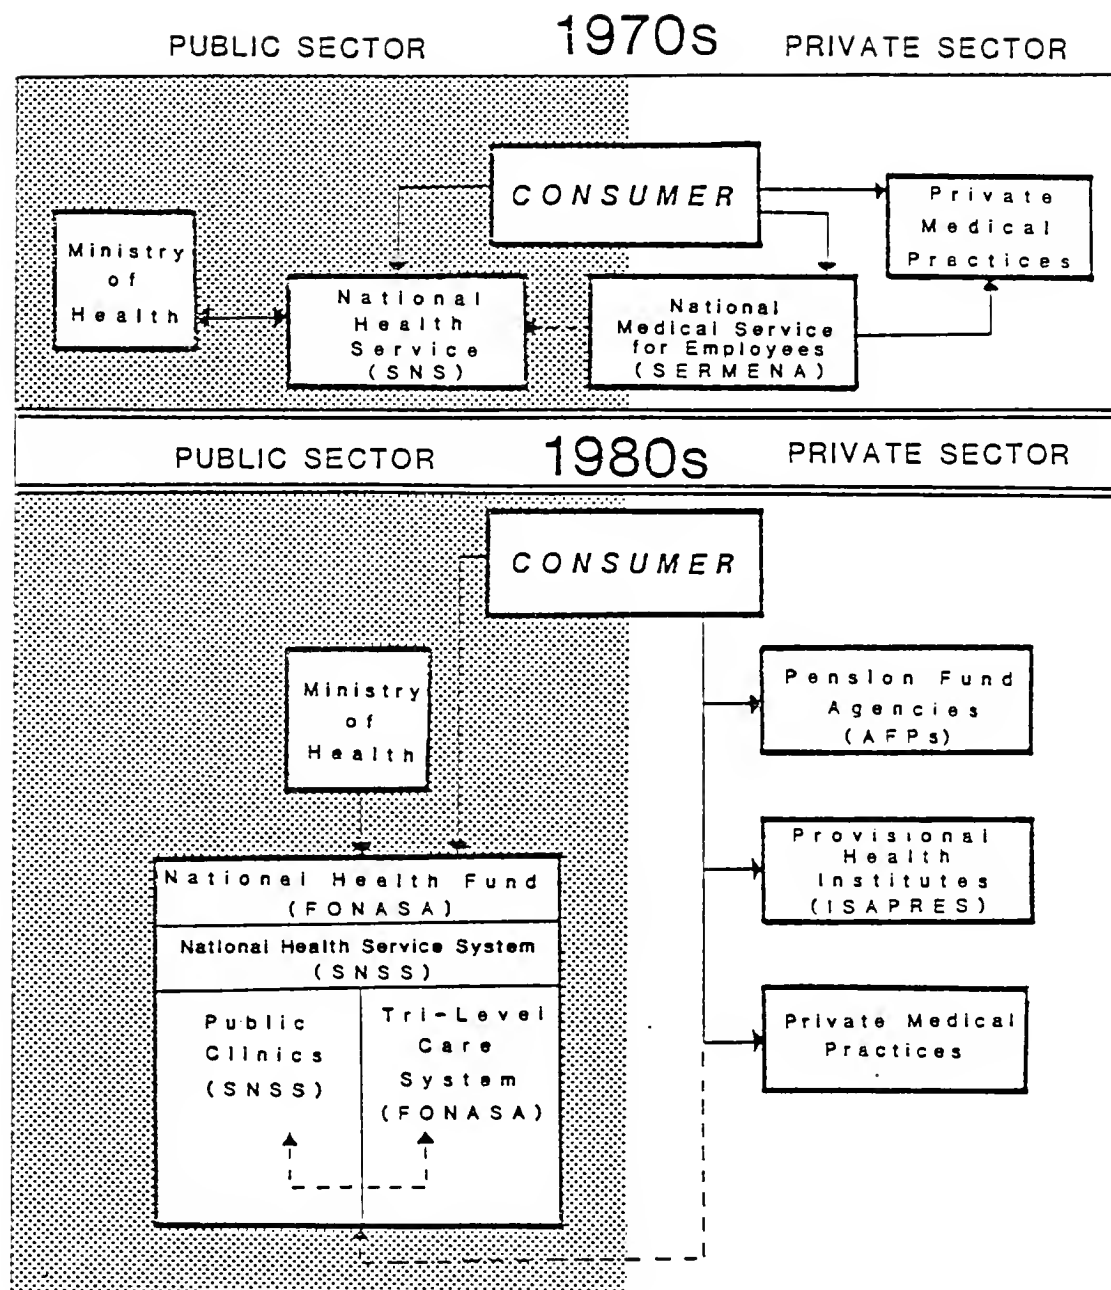 PUBLIC SECTOR 1970s PRIVATE SECTOR
CONSUMER
Private
Medical
Practices
Ministry
of
Health
National
Health
Service
(SNS)
National
Medical Service
for Employees
(SERMENA)
PUBLIC SECTOR 1980s PRIVATE SECTOR
CONSUMER
Ministry
of
Health
Pension Fund
Agencies
(AFPs)
Provisional
Health
Institutes
(ISAPRES)
National Health Fund
(FONASA)
National Health Service System
(SNSS)
Public
Clinics
(SNSS)
Tri-Level
Care
System
(FONASA)
Private Medical
Practices